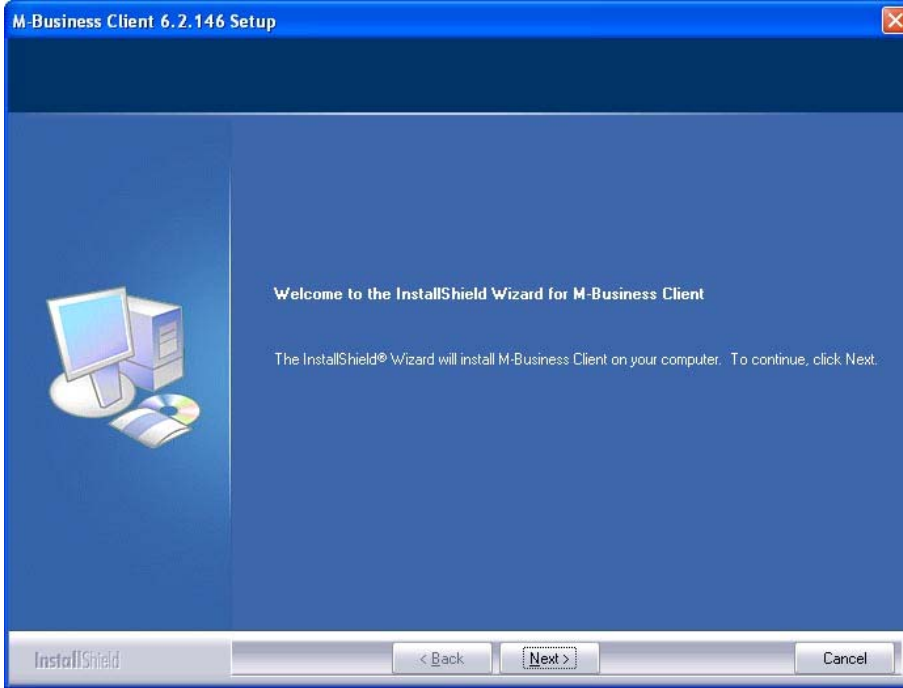 M-Business Client 6.2.146 Setup
Welcome to the InstallShield Wizard for M-Business Client
The InstallShield® Wizard will install M-Business Client on your computer. To continue, click Next.
InstallShield
< Back
Next >
Cancel